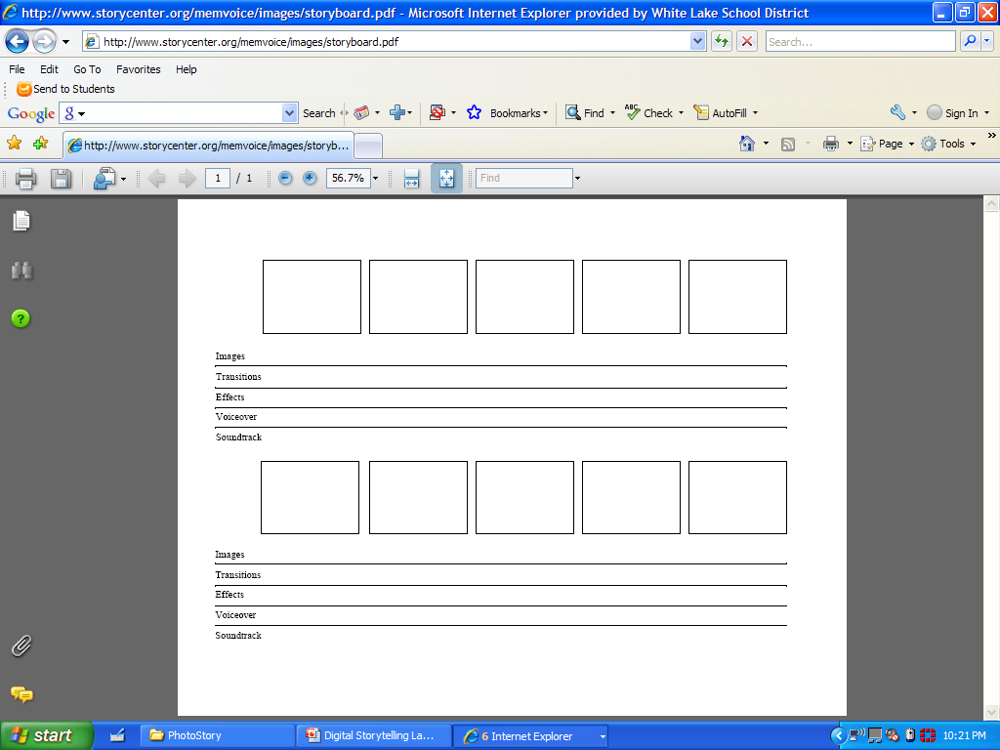 http://www.storycenter.org/memvoice/images/storyboard.pdf - Microsoft Internet Explorer provided by White Lake School District
http://www.storycenter.org/memvoice/images/storyboard.pdf Search...
File Edit Go To Favorites Help
Send to Students
Google g Search Bookmarks Find ABC Check AutoFill Sign In
http://www.storycenter.org/memvoice/images/storyb... Page Tools »
1 / 1 56.7% Find
?
Images
Transitions
Effects
Voiceover
Soundtrack
Images
Transitions
Effects
Voiceover
Soundtrack
start PhotoStory Digital Storytelling La... 6 Internet Explorer 10:21 PM